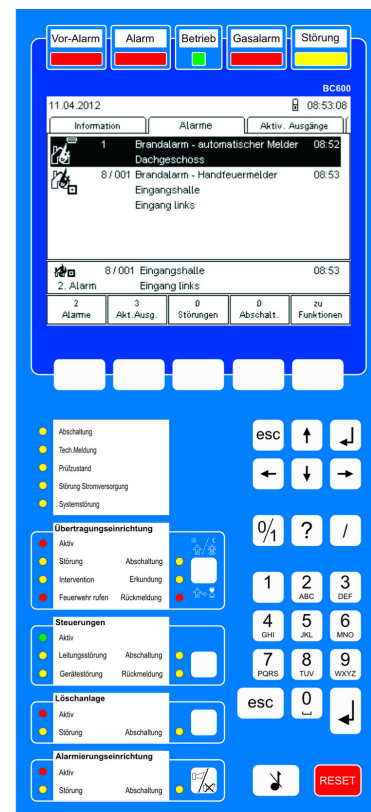 Vor-Alarm Alarm Betrieb Gasalarm Störung
BC600
11.04.2012 08:53:08
Information Alarme Aktiv. Ausgänge
1 Brandalarm - automatischer Melder 08:52
Dachgeschoss
8/001 Brandalarm - Handfeuermelder 08:53
Eingangshalle
Eingang links
8/001 Eingangshalle 08:53
2. Alarm Eingang links
2 3 0 0 zu
Alarme Akt.Ausg. Störungen Abschalt. Funktionen
Abschaltung
Tech.Meldung
Prüfzustand
Störung Stromversorgung
Systemstörung
Übertragungseinrichtung
Aktiv
Störung Abschaltung
Intervention Erkundung
Feuerwehr rufen Rückmeldung
Steuerungen
Aktiv
Leitungsstörung Abschaltung
Gerätestörung Rückmeldung
Löschanlage
Aktiv
Störung Abschaltung
Alarmierungseinrichtung
Aktiv
Störung Abschaltung
esc
0/1 ? /
1 2 3
ABC DEF
4 5 6
GHI JKL MNO
7 8 9
PQRS TUV WXYZ
esc 0
RESET